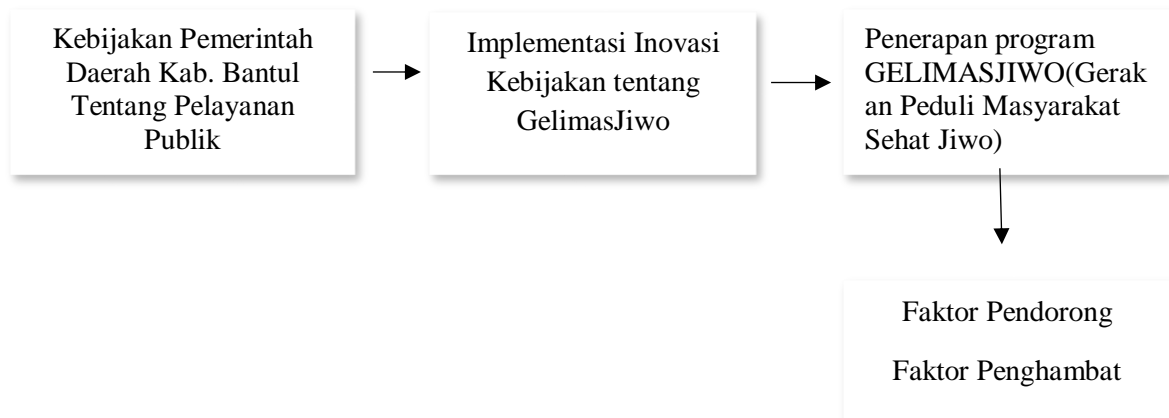 Kebijakan Pemerintah
Daerah Kab. Bantul
Tentang Pelayanan
Publik
Implementasi Inovasi
Kebijakan tentang
GelimasJiwo
Penerapan program
GELIMASJIWO(Gerak
an Peduli Masyarakat
Sehat Jiwo)
Faktor Pendorong
Faktor Penghambat